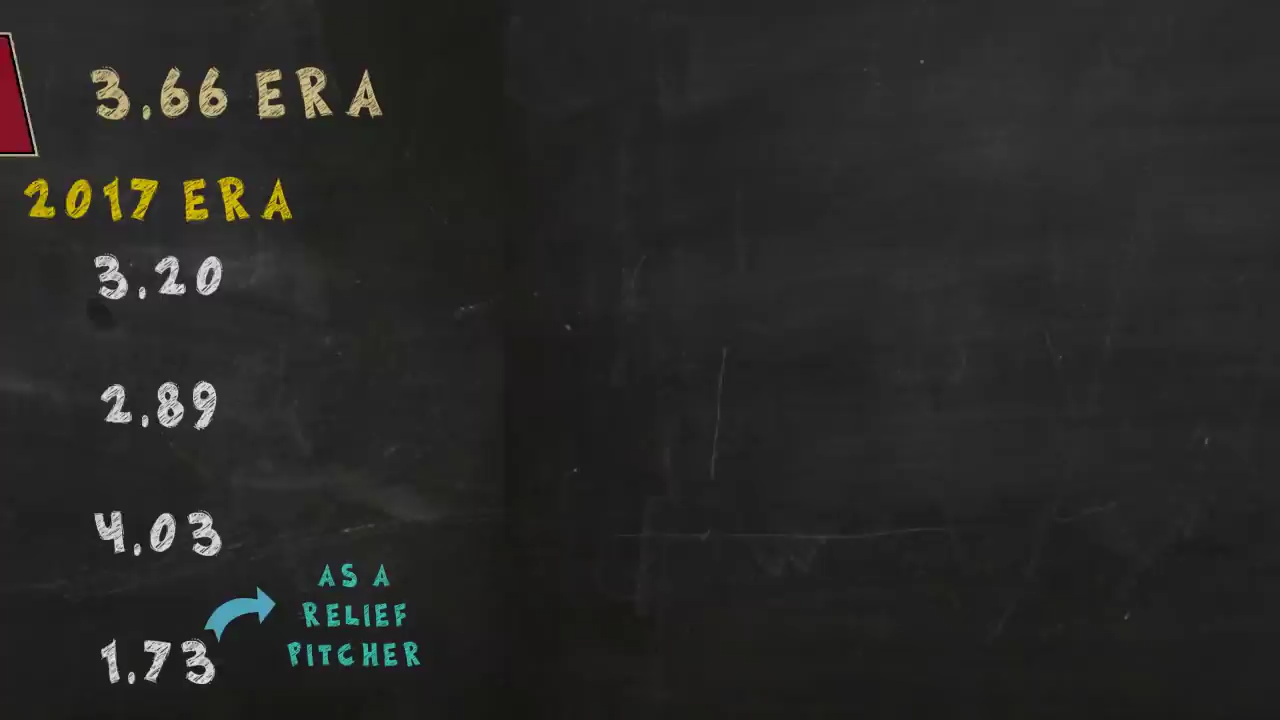 3.66 ERA
2017 ERA
3.20
2.89
4.03
1.73
AS A
RELIEF
PITCHER